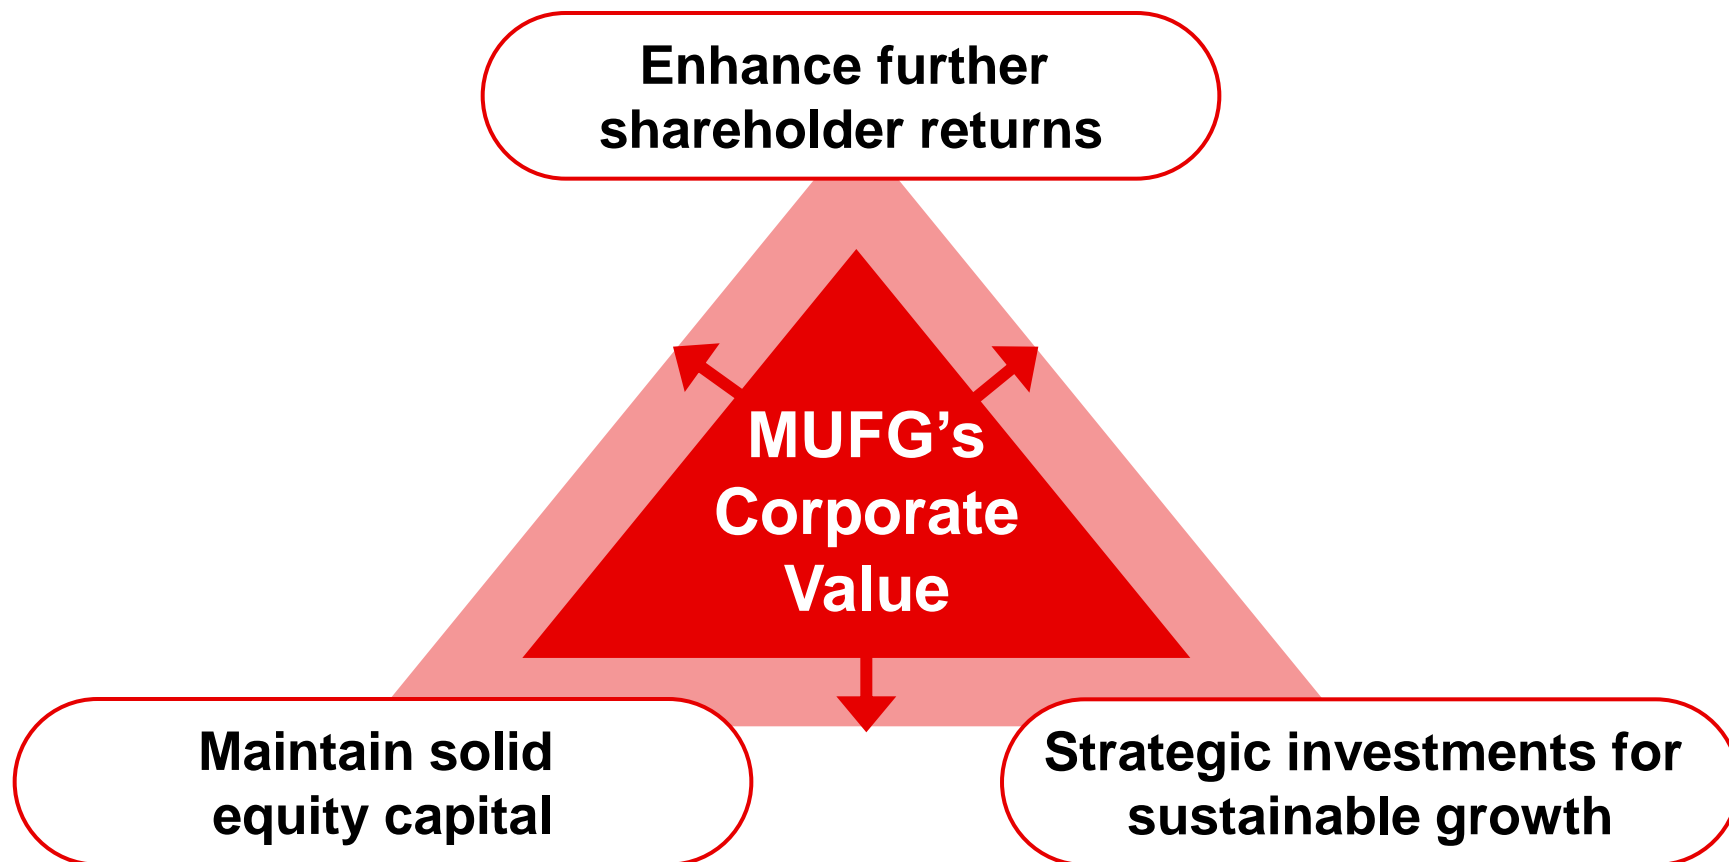 Enhance further
shareholder returns
MUFG’s
Corporate
Value
Maintain solid
equity capital
Strategic investments for
sustainable growth